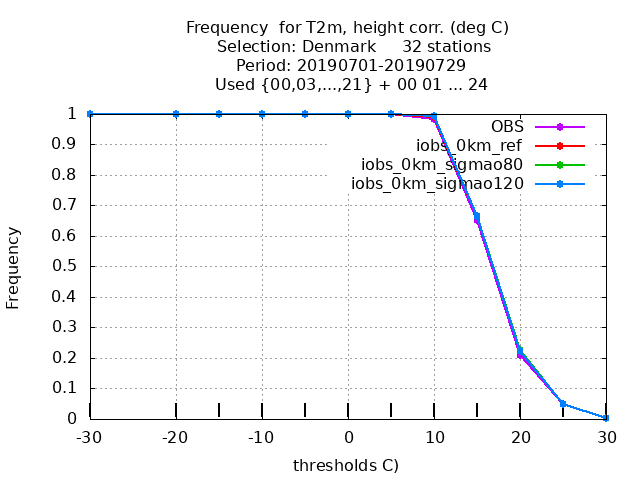 Frequency  for T2m, height corr. (deg C)
Selection: Denmark     32 stations
Period: 20190701-20190729
Used {00,03,...,21} + 00 01 ... 24
1
0.9
0.8
0.7
0.6
0.5
0.4
0.3
0.2
0.1
0
Frequency
OBS
iobs_0km_ref
iobs_0km_sigmao80
iobs_0km_sigmao120
-30 -20 -10 0 10 20 30
thresholds C)